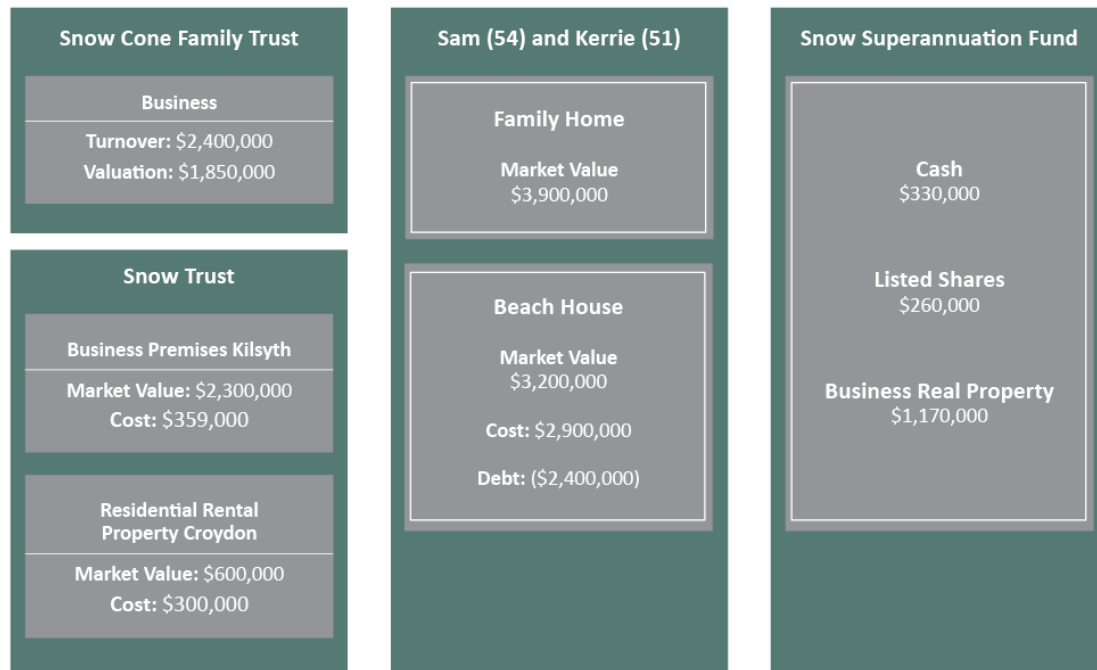 Snow Cone Family Trust
Business
Turnover: $2,400,000
Valuation: $1,850,000
Snow Trust
Business Premises Kilsyth
Market Value: $2,300,000
Cost: $359,000
Residential Rental
Property Croydon
Market Value: $600,000
Cost: $300,000
Sam (54) and Kerrie (51)
Family Home
Market Value
$3,900,000
Beach House
Market Value
$3,200,000
Cost: $2,900,000
Debt: ($2,400,000)
Snow Superannuation Fund
Cash
$330,000
Listed Shares
$260,000
Business Real Property
$1,170,000